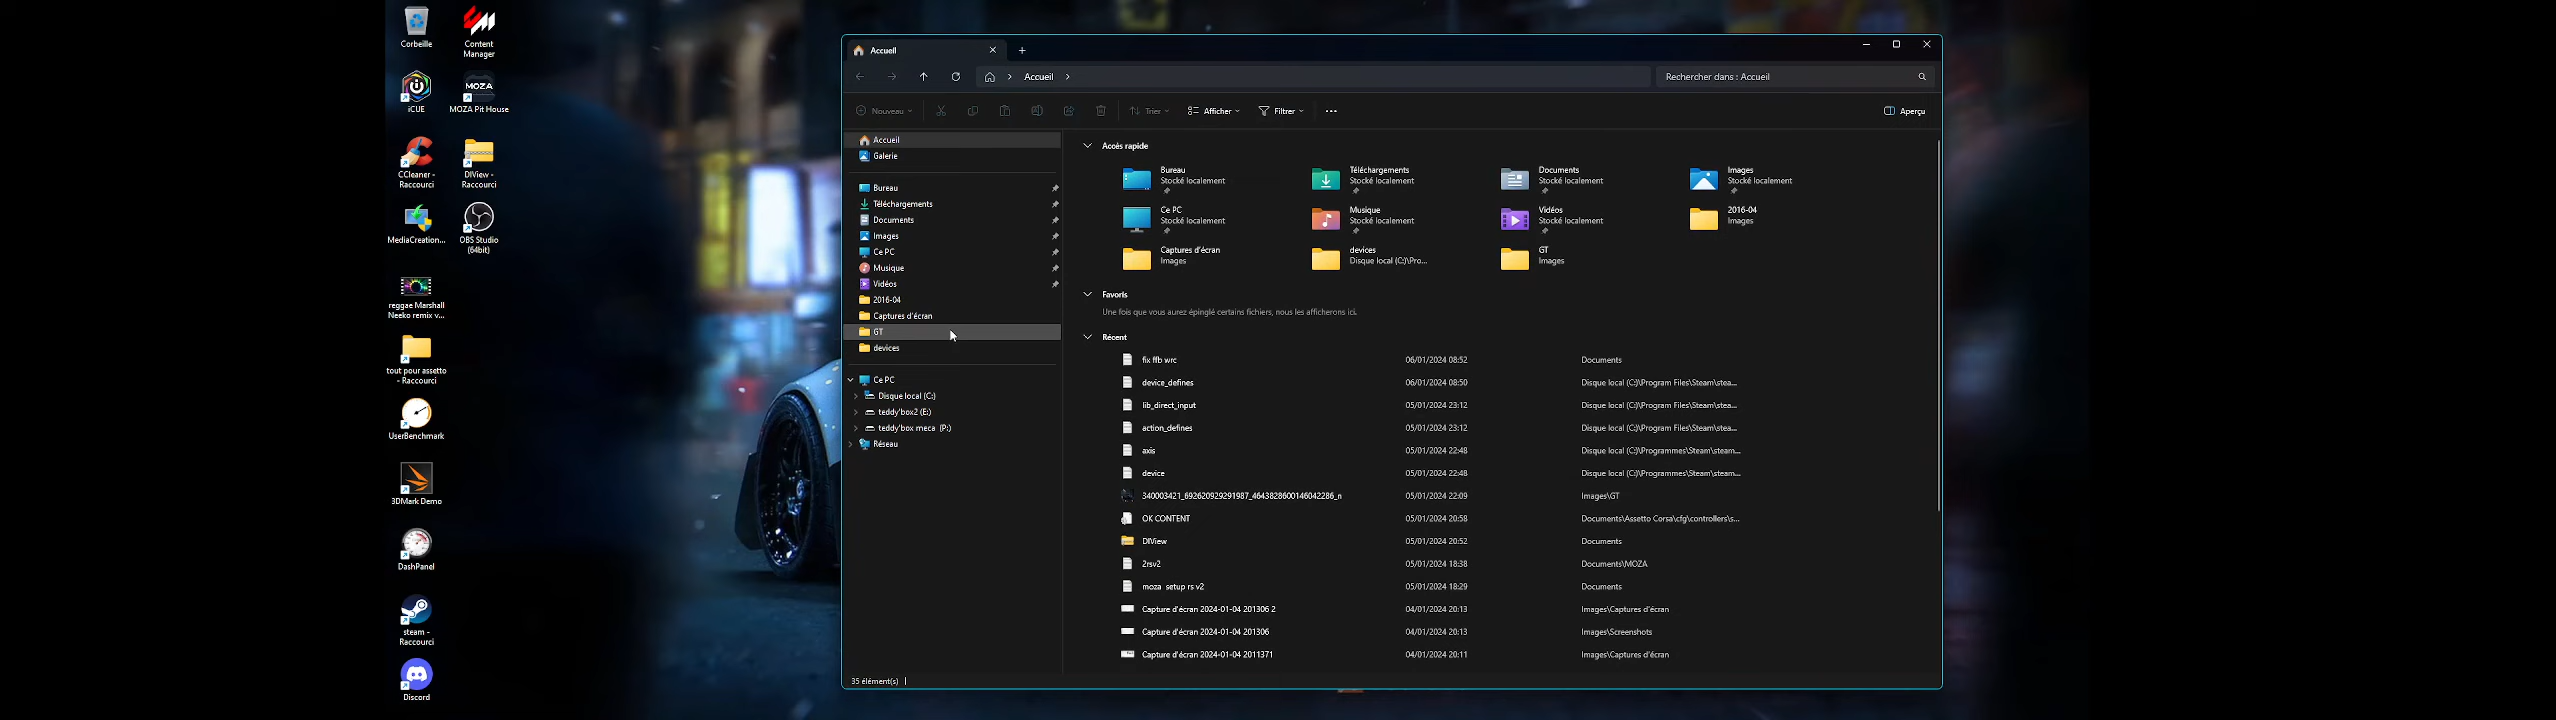 Corbeille
Content
Manager
iCUE
MOZA
MOZA Pit House
CCleaner -
Raccourci
DIView -
Raccourci
MediaCreation...
OBS Studio
(64bit)
reggae Marshall
Neeko remix v...
tout pour assetto
- Raccourci
UserBenchmark
3DMark Demo
DashPanel
steam -
Raccourci
Discord
Accueil
Accueil
Rechercher dans : Accueil
Nouveau
Trier
Afficher
Filtrer
Aperçu
Accueil
Galerie
Bureau
Téléchargements
Documents
Images
Ce PC
Musique
Vidéos
2016-04
Captures d'écran
GT
devices
Ce PC
Disque local (C:)
teddy'box2 (E:)
teddy'box meca (P:)
Réseau
Accès rapide
Bureau
Stocké localement
Téléchargements
Stocké localement
Documents
Stocké localement
Images
Stocké localement
Ce PC
Stocké localement
Musique
Stocké localement
Vidéos
Stocké localement
2016-04
Images
Captures d'écran
Images
devices
Disque local (C:)\Pro...
GT
Images
Favoris
Une fois que vous aurez épinglé certains fichiers, nous les afficherons ici.
Récent
fix ffb wrc 06/01/2024 08:52 Documents
device_defines 06/01/2024 08:50 Disque local (C:)\Program Files\Steam\stea...
lib_direct_input 05/01/2024 23:12 Disque local (C:)\Program Files\Steam\stea...
action_defines 05/01/2024 23:12 Disque local (C:)\Program Files\Steam\stea...
axis 05/01/2024 22:48 Disque local (C:)\Programmes\Steam\steam...
device 05/01/2024 22:48 Disque local (C:)\Programmes\Steam\steam...
340003421_692620929291987_4643828600146042286_n 05/01/2024 22:09 Images\GT
OK CONTENT 05/01/2024 20:58 Documents\Assetto Corsa\cfg\controllers\s...
DIView 05/01/2024 20:52 Documents
2rsv2 05/01/2024 18:38 Documents\MOZA
moza setup rs v2 05/01/2024 18:29 Documents
Capture d'écran 2024-01-04 201306 2 04/01/2024 20:13 Images\Captures d'écran
Capture d'écran 2024-01-04 201306 04/01/2024 20:13 Images\Screenshots
Capture d'écran 2024-01-04 2011371 04/01/2024 20:11 Images\Captures d'écran
35 élément(s)